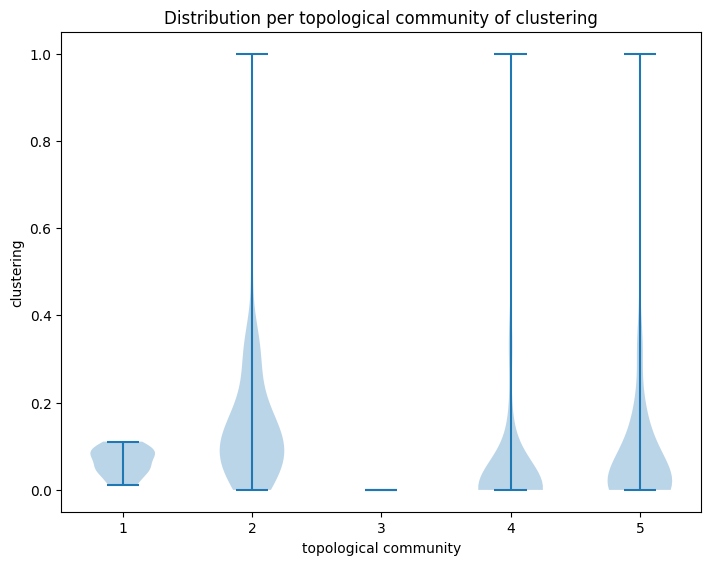 Distribution per topological community of clustering
1.0
0.8
0.6
0.4
0.2
0.0
clustering
1 2 3 4 5
topological community